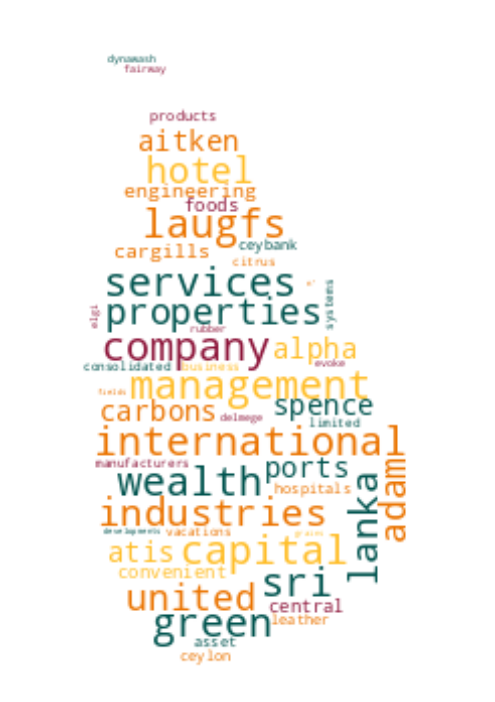 dynawash
fairway
products
aitken
hotel
engineering
foods
laugfs
ceybank
cargills
citrus
services
systems
properties
elgi
rubber
company
alpha
evoke
consolidated business
management
fields
carbons
spence
delmege
limited
international
adam
manufacturers
ports
wealth
lanka
hospitals
industries
developments vacations
atis
capital
convenient
sri
united
central
green
leather
asset
ceylon